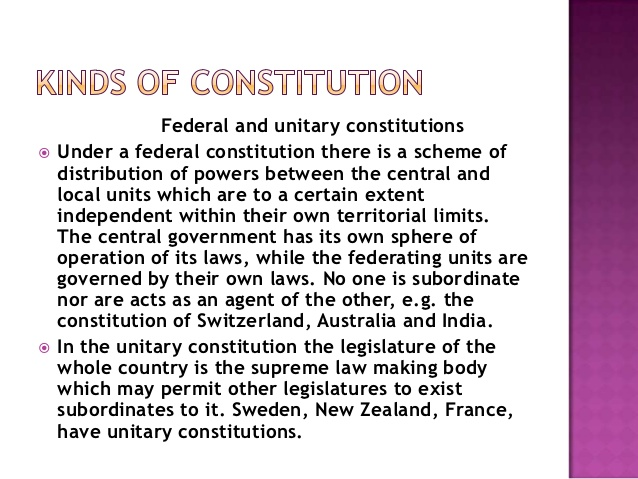 KINDS OF CONSTITUTION
Federal and unitary constitutions
Under a federal constitution there is a scheme of
distribution of powers between the central and
local units which are to a certain extent
independent within their own territorial limits.
The central government has its own sphere of
operation of its laws, while the federating units are
governed by their own laws. No one is subordinate
nor are acts as an agent of the other, e.g. the
constitution of Switzerland, Australia and India.
In the unitary constitution the legislature of the
whole country is the supreme law making body
which may permit other legislatures to exist
subordinates to it. Sweden, New Zealand, France,
have unitary constitutions.